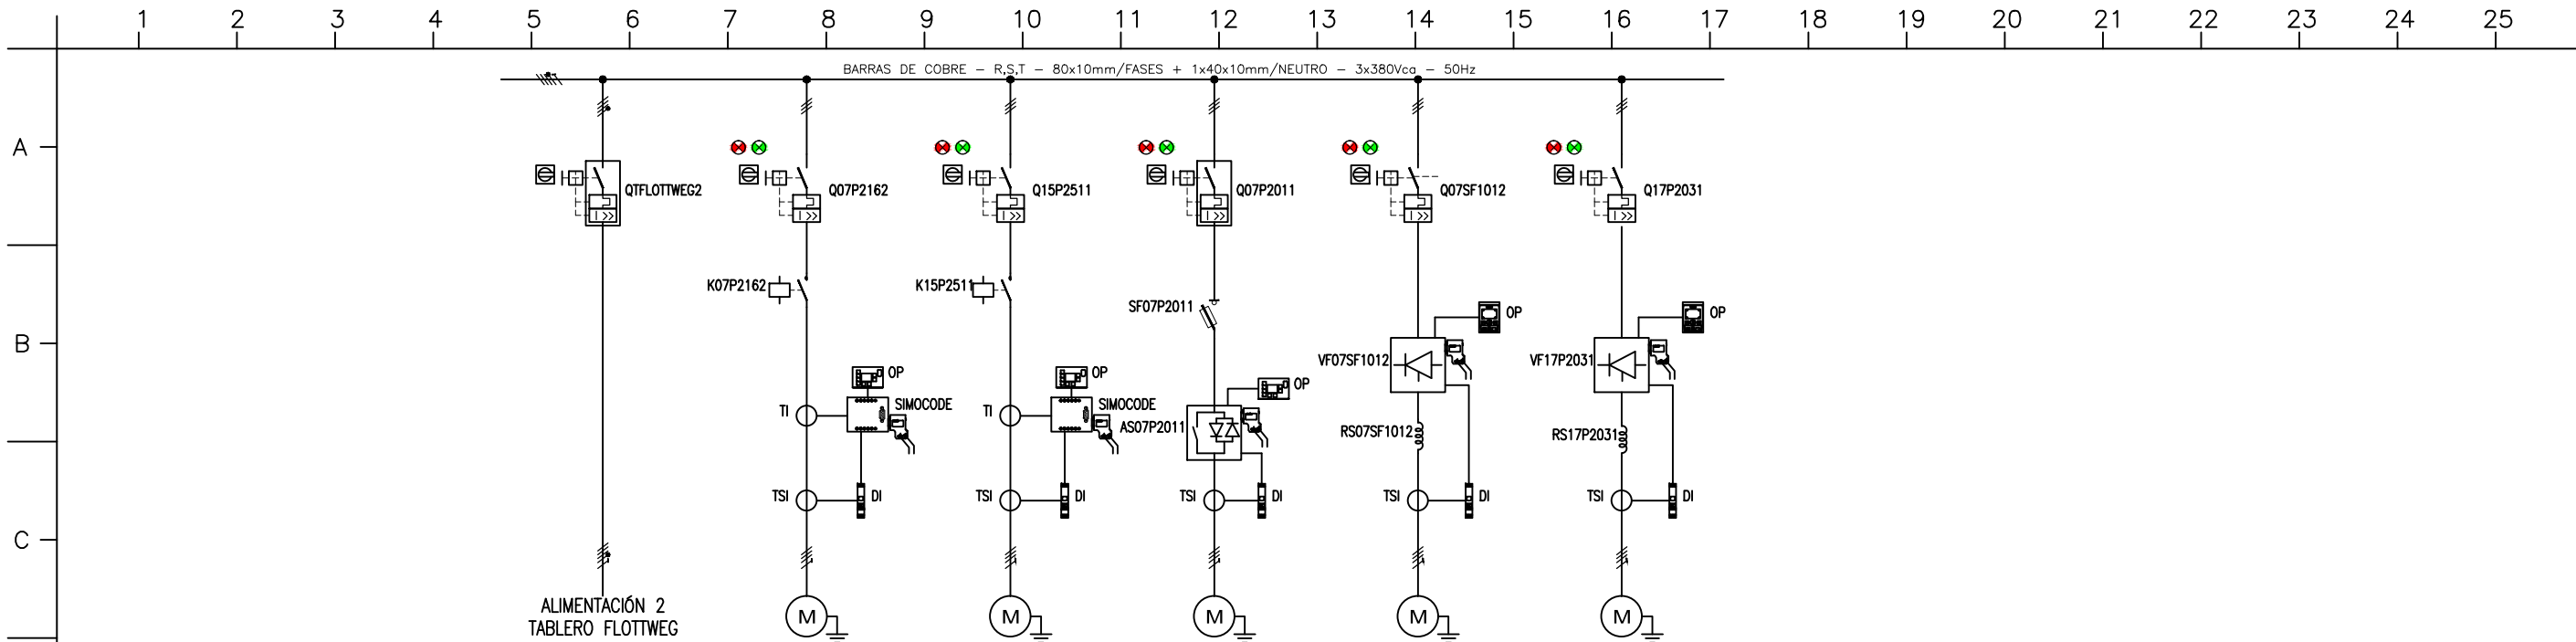 1 2 3 4 5 6 7 8 9 10 11 12 13 14 15 16 17 18 19 20 21 22 23 24 25
BARRAS DE COBRE - R,S,T - 80x10mm/FASES + 1x40x10mm/NEUTRO - 3x380Vca - 50Hz
A
QTFLOTTWEG2 Q07P2162 Q15P2511 Q07P2011 Q07SF1012 Q17P2031
I >> I >> I >> I >> I >> I >>
K07P2162 K15P2511
SF07P2011 OP OP
B
VF07SF1012 VF17P2031
OP OP OP
SIMOCODE SIMOCODE
TI TI
AS07P2011 RS07SF1012 RS17P2031
TSI DI TSI DI TSI DI TSI DI TSI DI
C
ALIMENTACIÓN 2
TABLERO FLOTTWEG
M M M M M